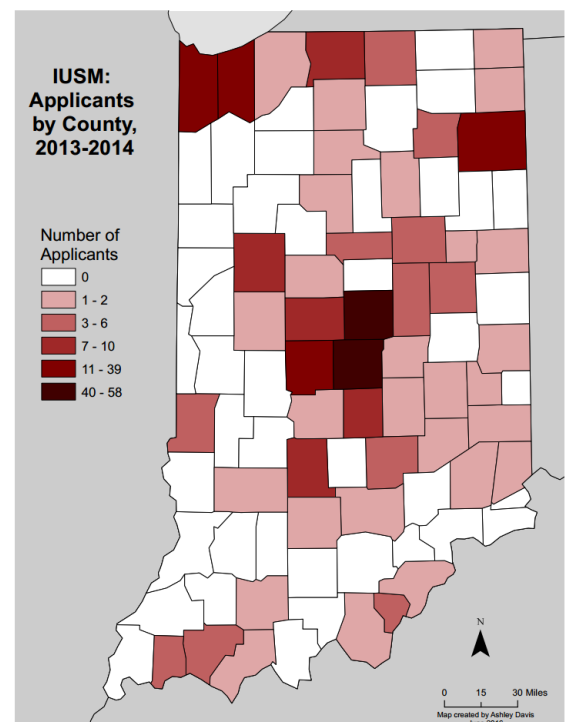 IUSM:
Applicants
by County,
2013-2014
Number of
Applicants
0
1 - 2
3 - 6
7 - 10
11 - 39
40 - 58
N
0 15 30 Miles
Map created by Ashley Davis